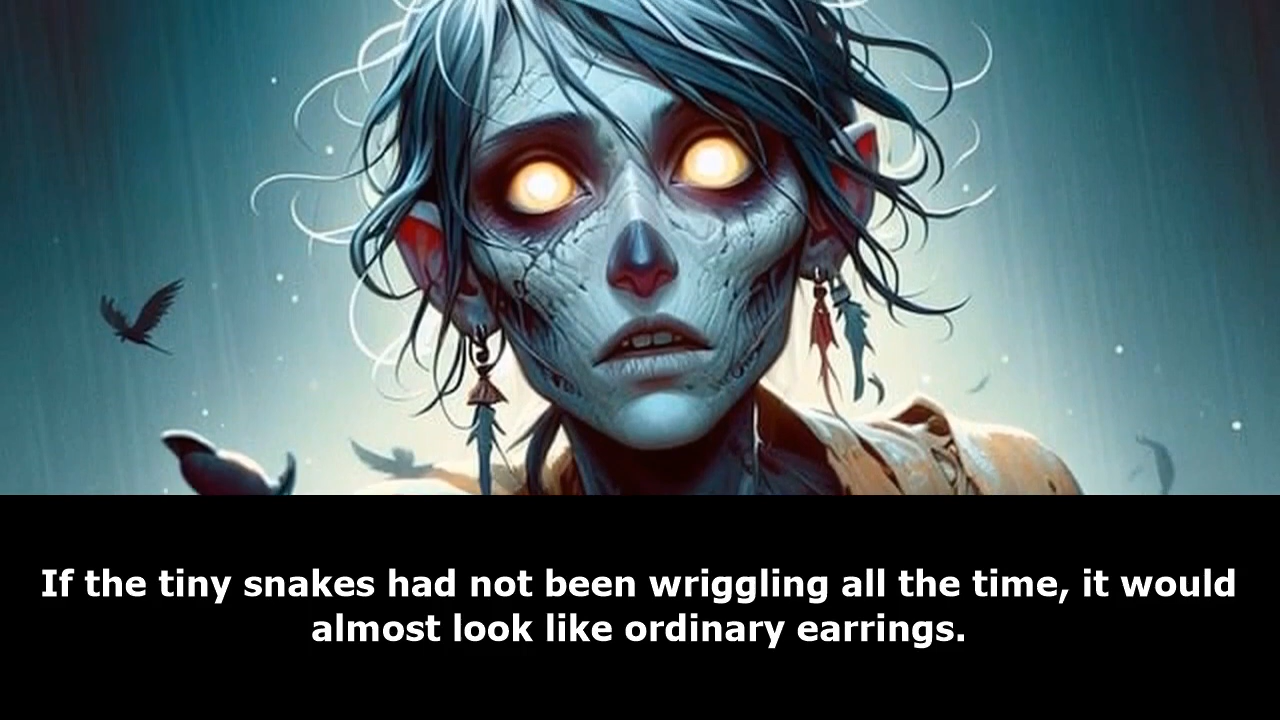 If the tiny snakes had not been wriggling all the time, it would
almost look like ordinary earrings.